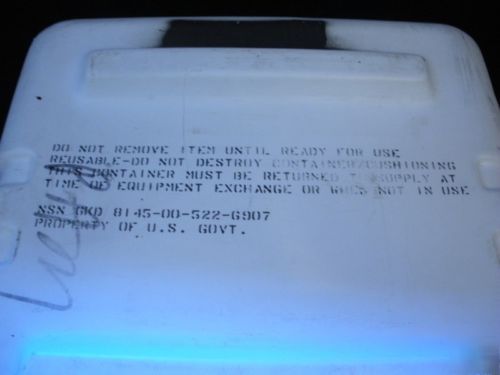 DO NOT REMOVE ITEM UNTIL READY FOR USE
REUSABLE-DO NOT DESTROY CONTAINER/CUSHIONING
THIS CONTAINER MUST BE RETURNED TO SUPPLY AT
TIME OF EQUIPMENT EXCHANGE OR WHEN NOT IN USE
NSN GKD 8145-00-522-6907
PROPERTY OF U.S. GOVT.